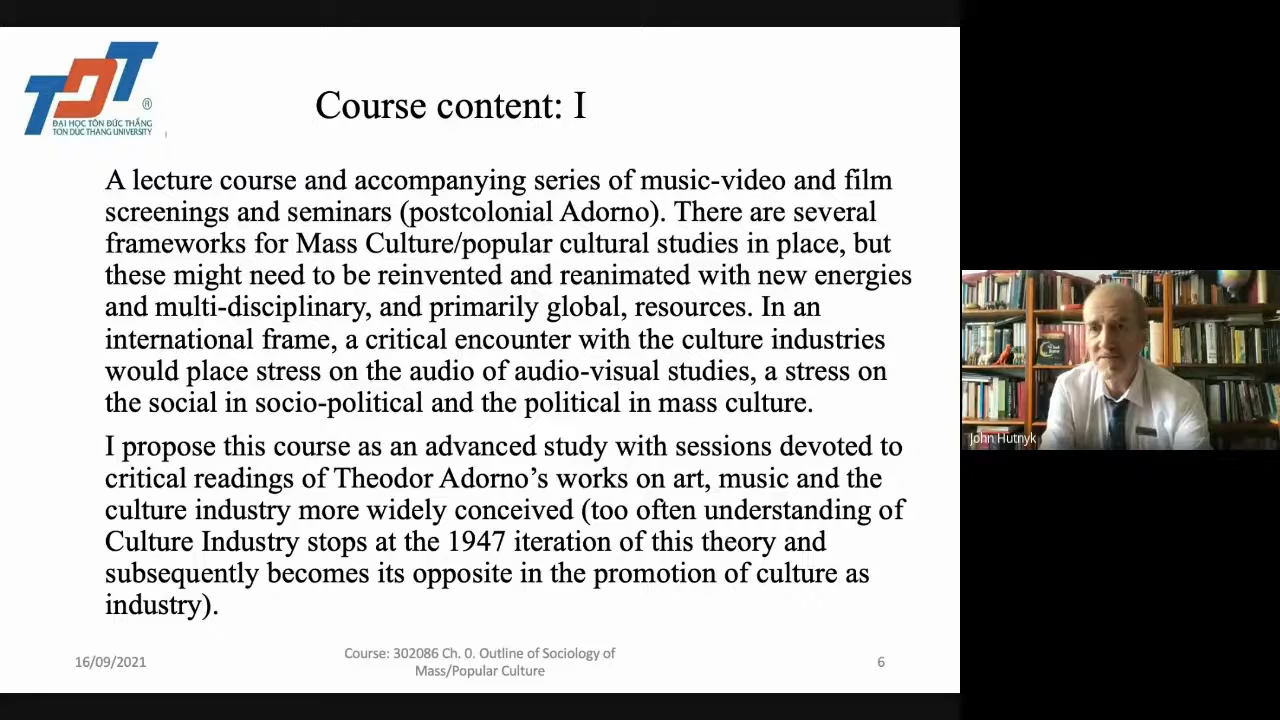 TDT
®
ĐẠI HỌC TÔN ĐỨC THẮNG
TON DUC THANG UNIVERSITY
Course content: I
A lecture course and accompanying series of music-video and film
screenings and seminars (postcolonial Adorno). There are several
frameworks for Mass Culture/popular cultural studies in place, but
these might need to be reinvented and reanimated with new energies
and multi-disciplinary, and primarily global, resources. In an
international frame, a critical encounter with the culture industries
would place stress on the audio of audio-visual studies, a stress on
the social in socio-political and the political in mass culture.
I propose this course as an advanced study with sessions devoted to
critical readings of Theodor Adorno’s works on art, music and the
culture industry more widely conceived (too often understanding of
Culture Industry stops at the 1947 iteration of this theory and
subsequently becomes its opposite in the promotion of culture as
industry).
16/09/2021
Course: 302086 Ch. 0. Outline of Sociology of
Mass/Popular Culture
6
John Hutnyk